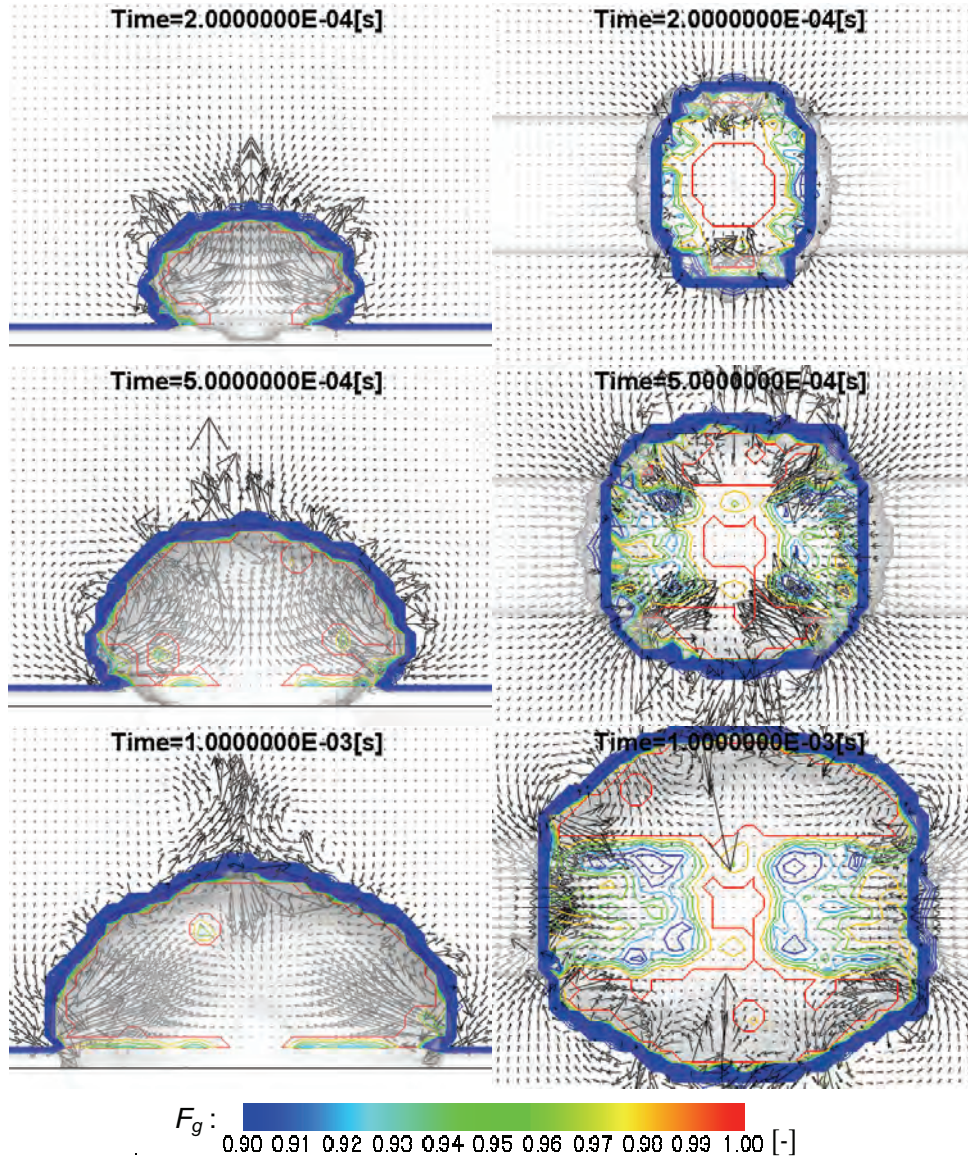 Time=2.0000000E-04[s]
Time=2.0000000E-04[s]
Time=5.0000000E-04[s]
Time=5.0000000E-04[s]
Time=1.0000000E-03[s]
Time=1.0000000E-03[s]
Fg :
0.90 0.91 0.92 0.93 0.94 0.95 0.96 0.97 0.98 0.99 1.00 [-]